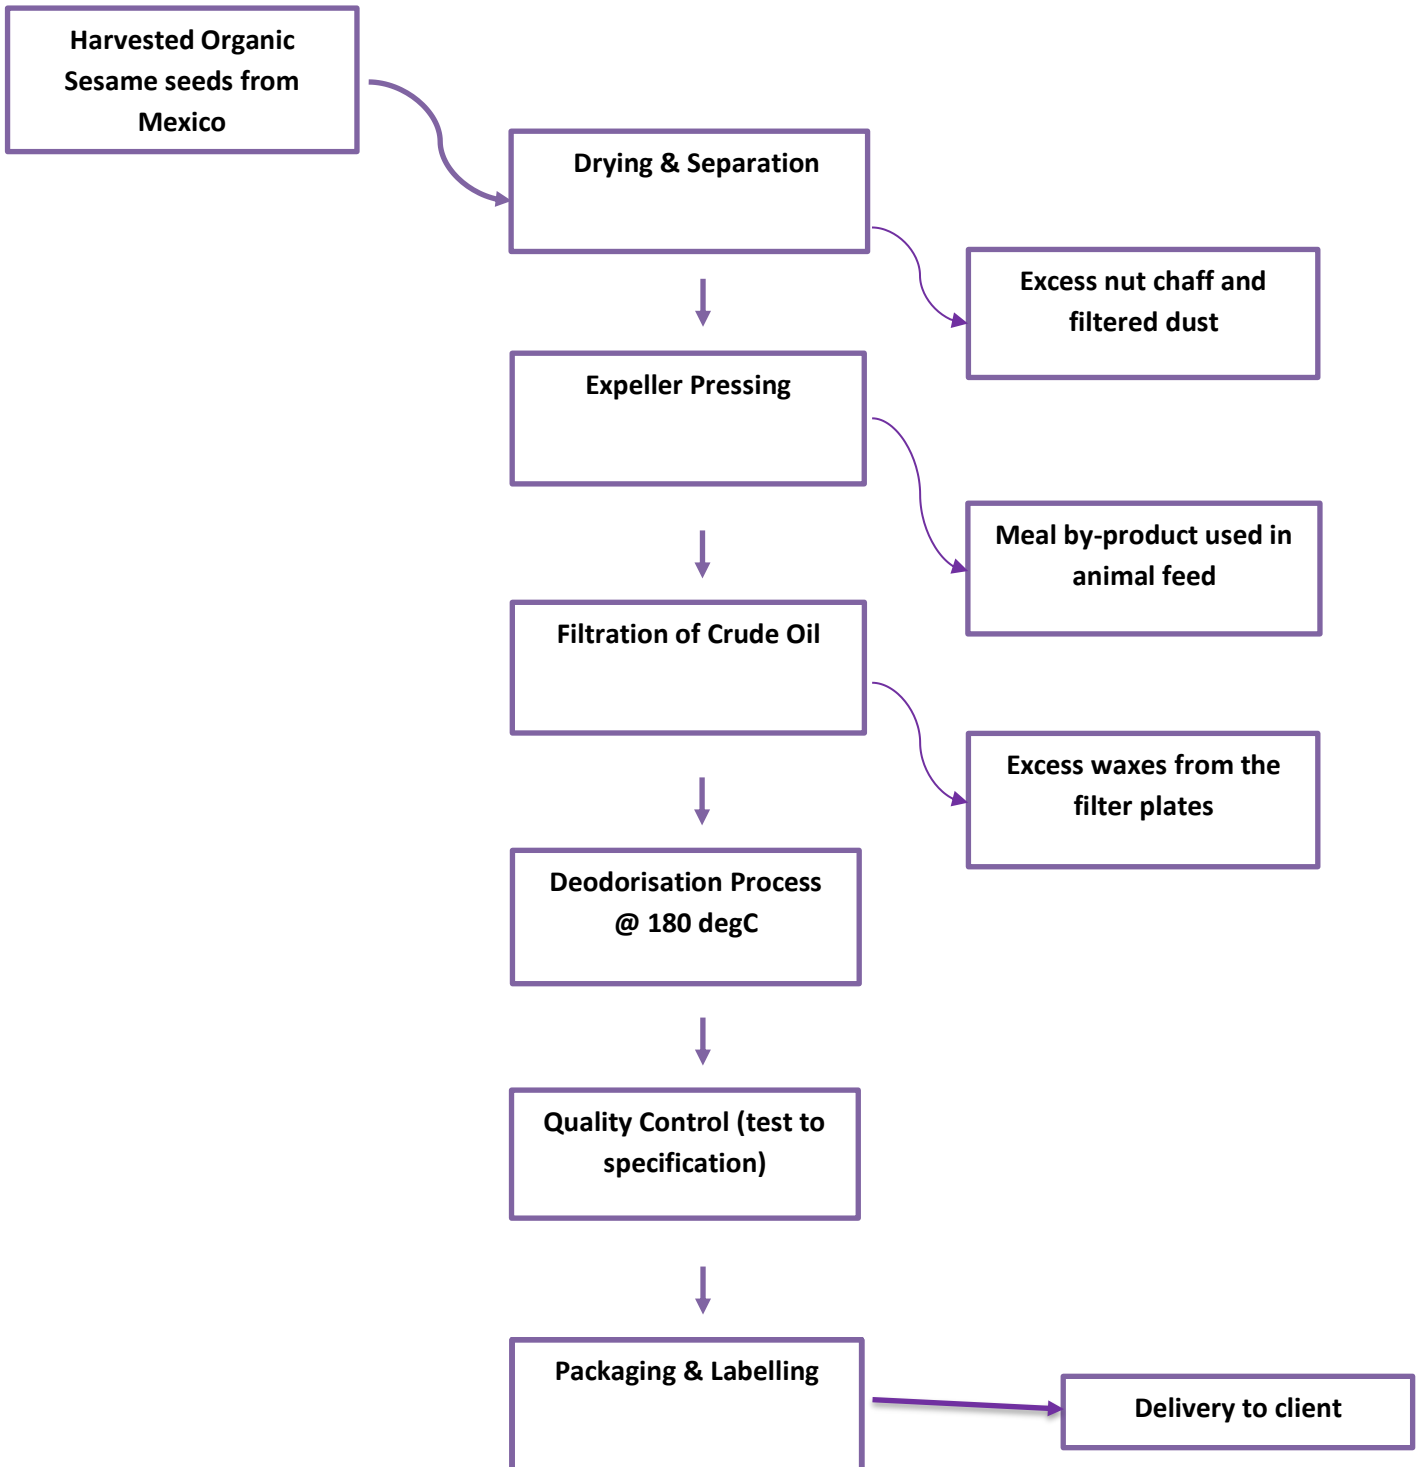 Harvested Organic
Sesame seeds from
Mexico
Drying & Separation
Excess nut chaff and
filtered dust
Expeller Pressing
Meal by-product used in
animal feed
Filtration of Crude Oil
Excess waxes from the
filter plates
Deodorisation Process
@ 180 degC
Quality Control (test to
specification)
Packaging & Labelling
Delivery to client